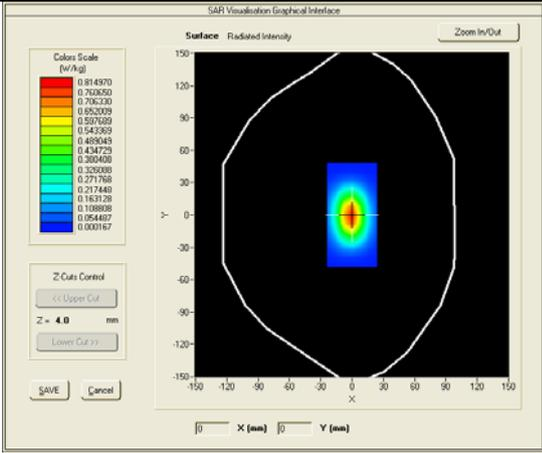 SAR Visualisation Graphical Interface
Surface Radiated Intensity
Zoom In/Out
Colors Scale
(W/kg)
0.814970
0.760650
0.706330
0.652009
0.597689
0.543369
0.489049
0.434729
0.380408
0.326088
0.271768
0.217448
0.163128
0.108808
0.054487
0.000167
Z-Cuts Control
<< Upper Cut
Z = 4.0 mm
Lower Cut >>
SAVE Cancel
150
120
90
60
30
0
-30
-60
-90
-120
-150
Y
-150 -120 -90 -60 -30 0 30 60 90 120 150
X
0 X (mm) 0 Y (mm)